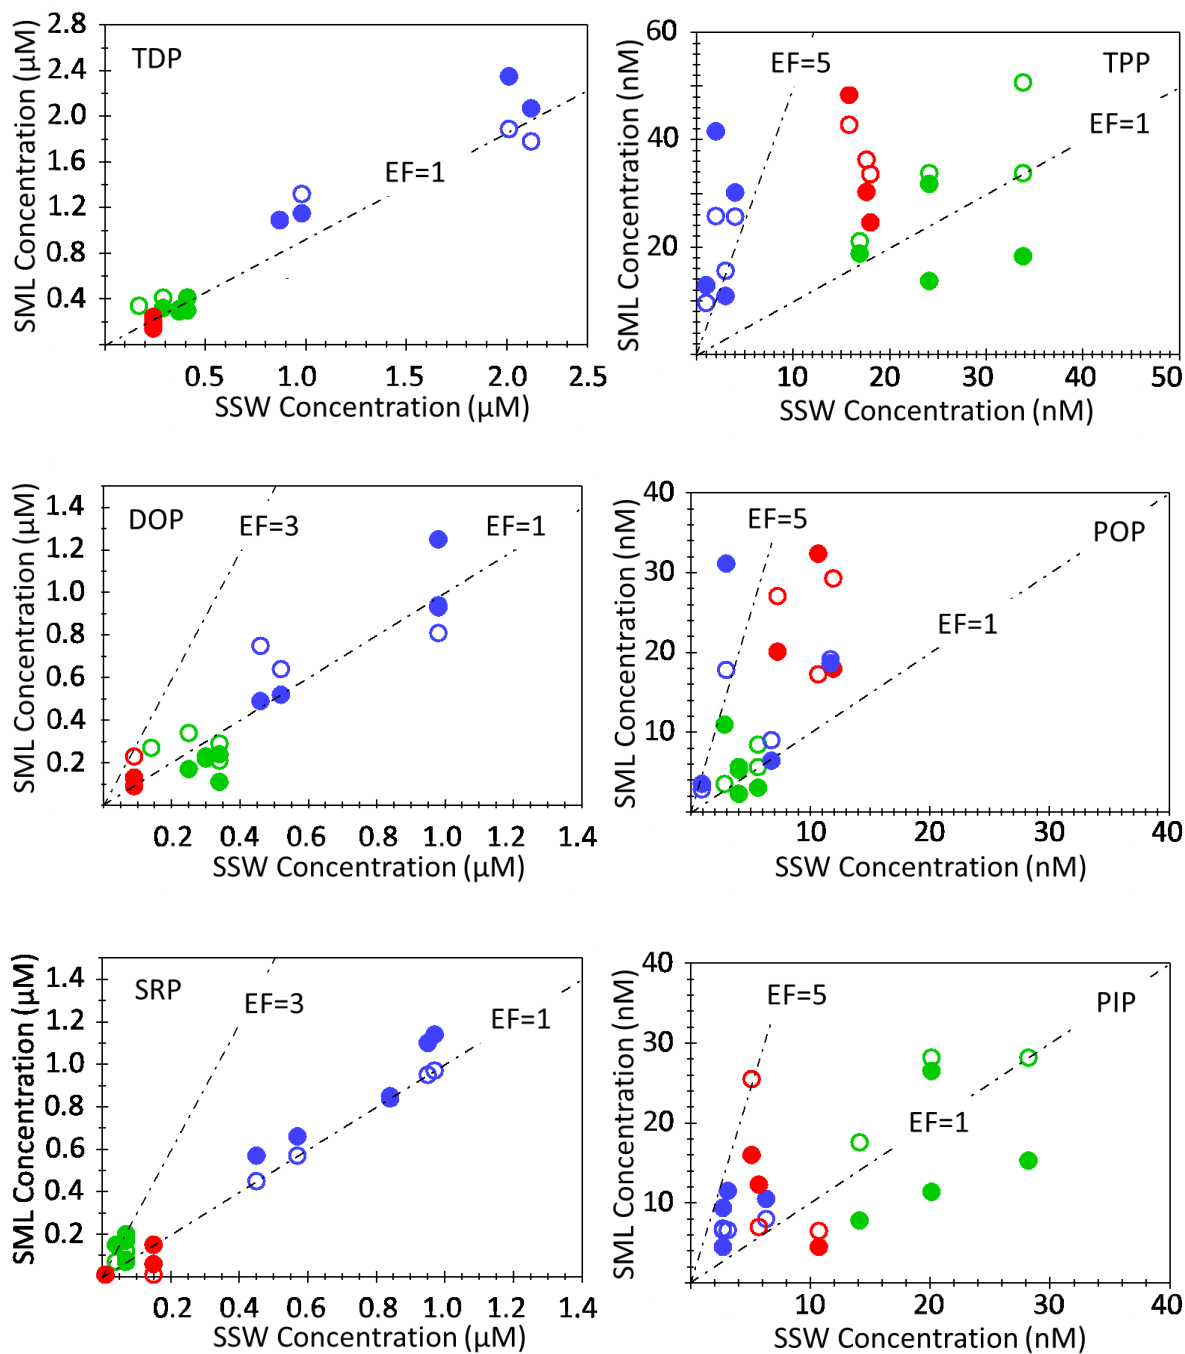 2.8
2.4
2.0
1.6
1.2
0.8
0.4
SML Concentration (µM)
TDP
EF=1
0.5
1.0
1.5
2.0
2.5
SSW Concentration (µM)
60
40
20
SML Concentration (nM)
EF=5
TPP
EF=1
10
20
30
40
50
SSW Concentration (nM)
1.4
1.2
1.0
0.8
0.6
0.4
0.2
SML Concentration (µM)
DOP
EF=3
EF=1
0.2
0.4
0.6
0.8
1.0
1.2
1.4
SSW Concentration (µM)
40
30
20
10
SML Concentration (nM)
EF=5
POP
EF=1
10
20
30
40
SSW Concentration (nM)
1.4
1.2
1.0
0.8
0.6
0.4
0.2
SML Concentration (µM)
SRP
EF=3
EF=1
0.2
0.4
0.6
0.8
1.0
1.2
1.4
SSW Concentration (µM)
40
30
20
10
SML Concentration (nM)
EF=5
PIP
EF=1
10
20
30
40
SSW Concentration (nM)